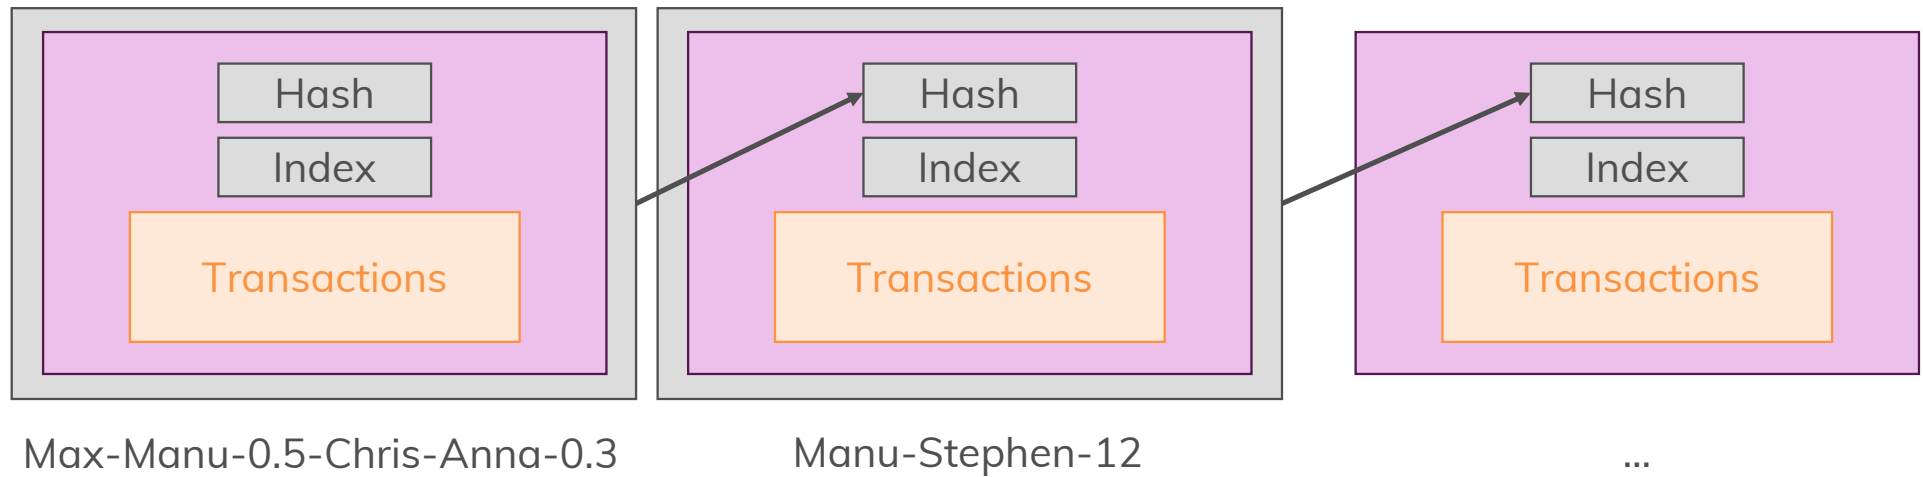 Hash
Index
Transactions
Max-Manu-0.5-Chris-Anna-0.3
Hash
Index
Transactions
Manu-Stephen-12
Hash
Index
Transactions
...